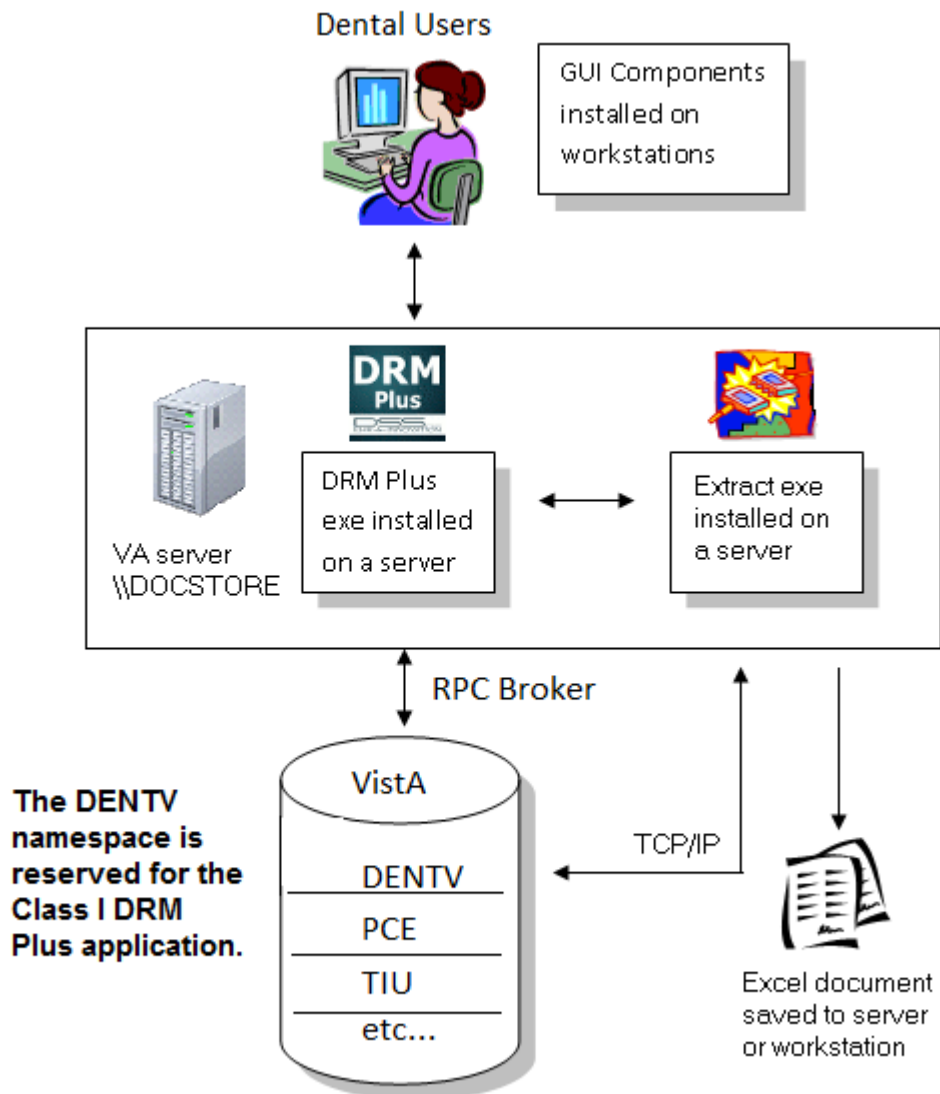 Dental Users
GUI Components
installed on
workstations
DRM
Plus
DSS
DRM Plus
exe installed
on a server
Extract exe
installed on
a server
VA server
\\DOCSTORE
RPC Broker
VistA
The DENTV
namespace is
reserved for the
Class I DRM
Plus application.
DENTV
PCE
TIU
etc...
TCP/IP
Excel document
saved to server
or workstation